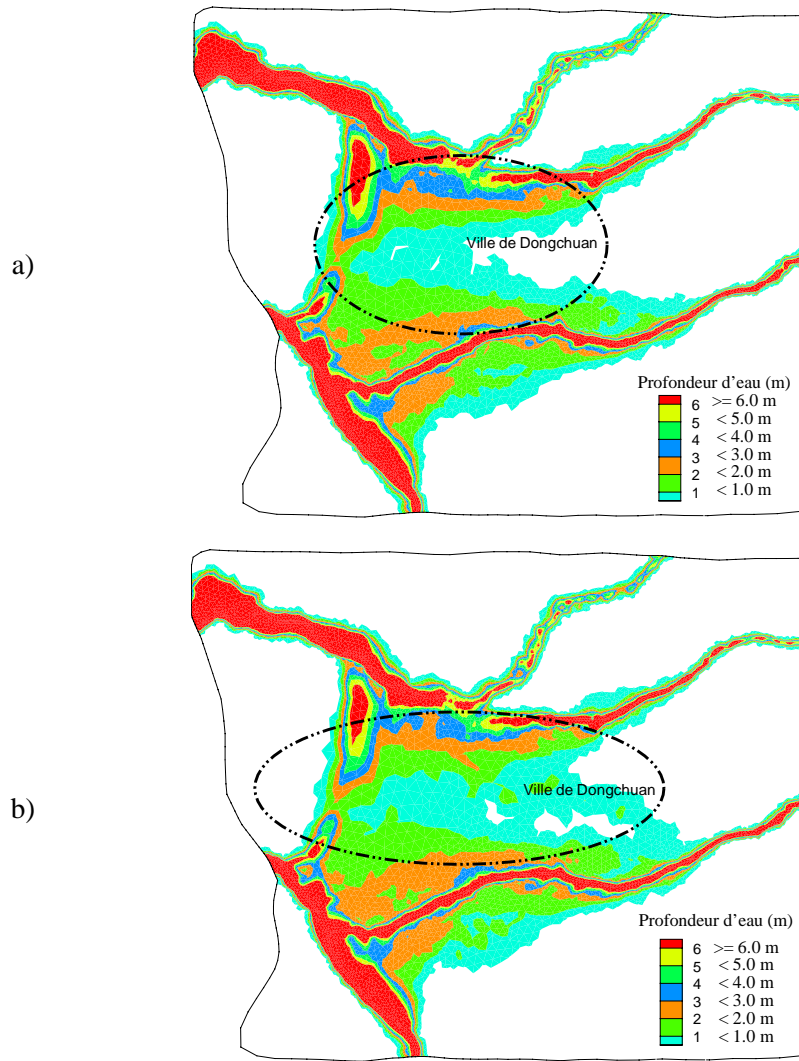 a)
Ville de Dongchuan
Profondeur d'eau (m)
6 >= 6.0 m
5 < 5.0 m
4 < 4.0 m
3 < 3.0 m
2 < 2.0 m
1 < 1.0 m
b)
Ville de Dongchuan
Profondeur d'eau (m)
6 >= 6.0 m
5 < 5.0 m
4 < 4.0 m
3 < 3.0 m
2 < 2.0 m
1 < 1.0 m